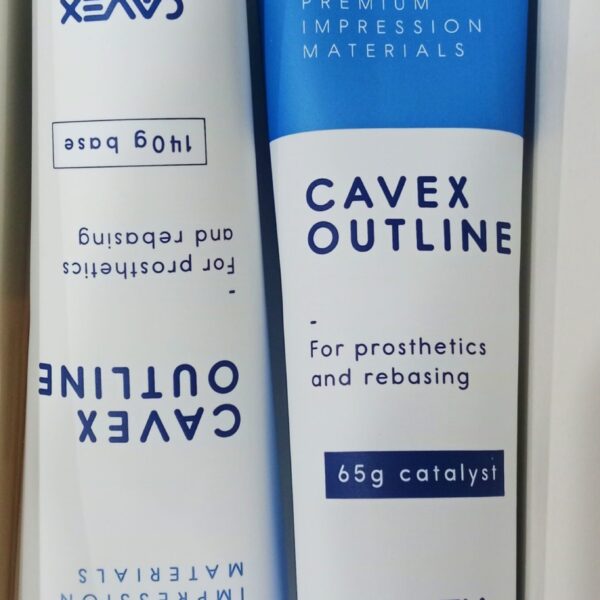 PREMIUM
IMPRESSION
MATERIALS
CAVEX
OUTLINE
-
For prosthetics
and rebasing
65g catalyst
IMPRESSION
MATERIALS
CAVEX
OUTLINE
-
For prosthetics
and rebasing
140g base
CAVEX